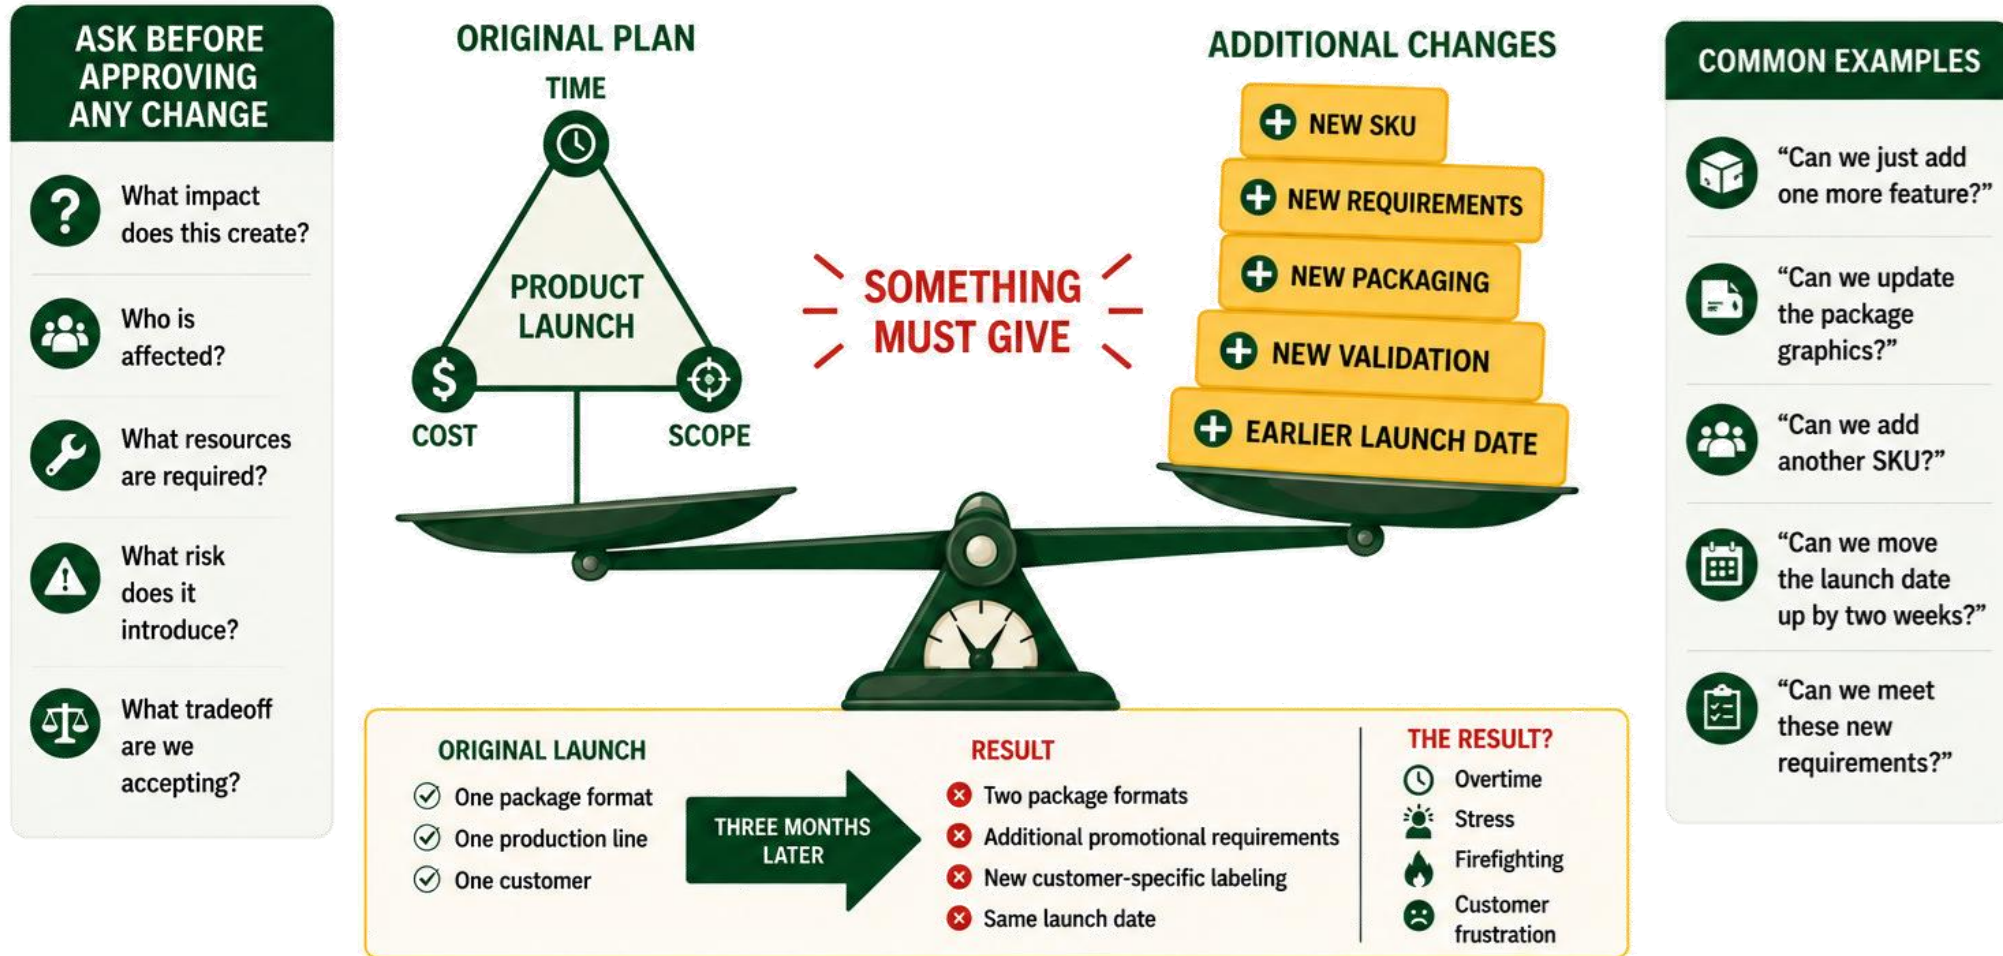 ASK BEFORE
APPROVING
ANY CHANGE
What impact
does this create?
Who is
affected?
What resources
are required?
What risk
does it
introduce?
What tradeoff
are we
accepting?
ORIGINAL PLAN
TIME
PRODUCT
LAUNCH
$
COST
SCOPE
SOMETHING
MUST GIVE
ADDITIONAL CHANGES
NEW SKU
NEW REQUIREMENTS
NEW PACKAGING
NEW VALIDATION
EARLIER LAUNCH DATE
COMMON EXAMPLES
“Can we just add
one more feature?”
“Can we update
the package
graphics?”
“Can we add
another SKU?”
“Can we move
the launch date
up by two weeks?”
“Can we meet
these new
requirements?”
ORIGINAL LAUNCH
One package format
One production line
One customer
THREE MONTHS
LATER
RESULT
Two package formats
Additional promotional requirements
New customer-specific labeling
Same launch date
THE RESULT?
Overtime
Stress
Firefighting
Customer
frustration